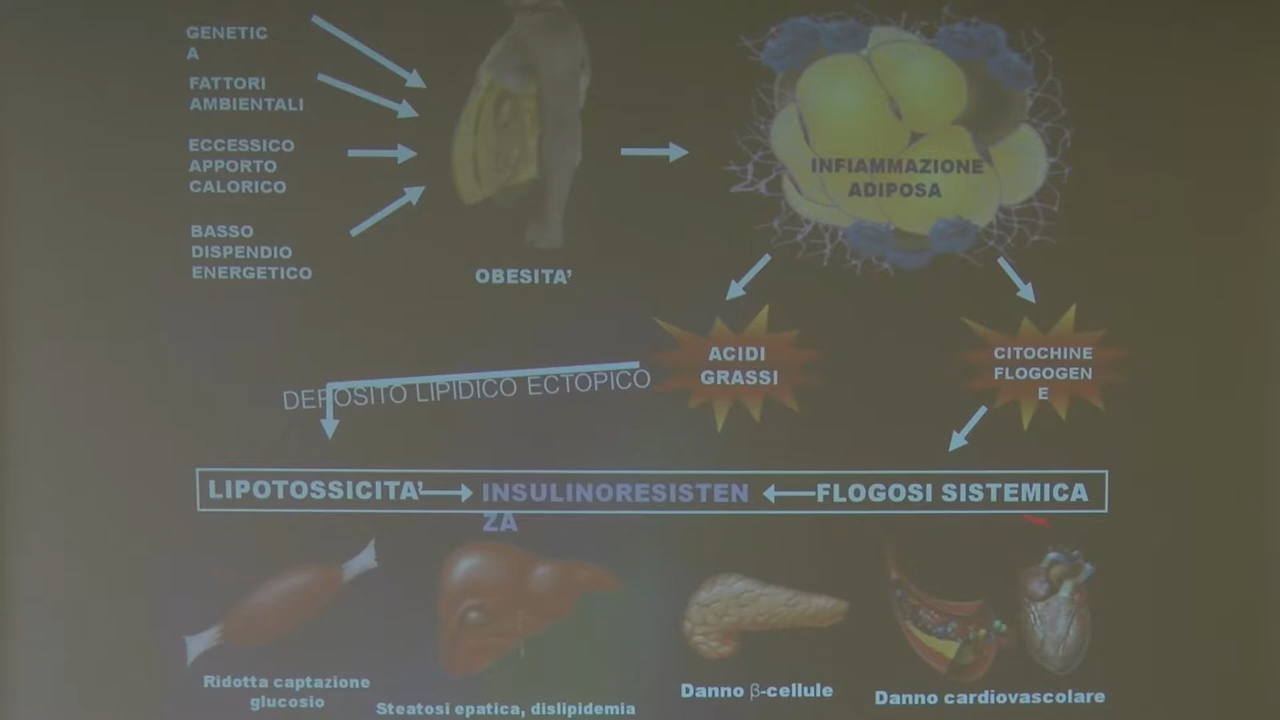 GENETIC
A
FATTORI
AMBIENTALI
ECCESSICO
APPORTO
CALORICO
BASSO
DISPENDIO
ENERGETICO
OBESITA'
INFIAMMAZIONE
ADIPOSA
ACIDI
GRASSI
CITOCHINE
FLOGOGEN
E
DEPOSITO LIPIDICO ECTOPICO
LIPOTOSSICITA' INSULINORESISTEN FLOGOSI SISTEMICA
ZA
Ridotta captazione
glucosio
Steatosi epatica, dislipidemia
Danno β-cellule
Danno cardiovascolare